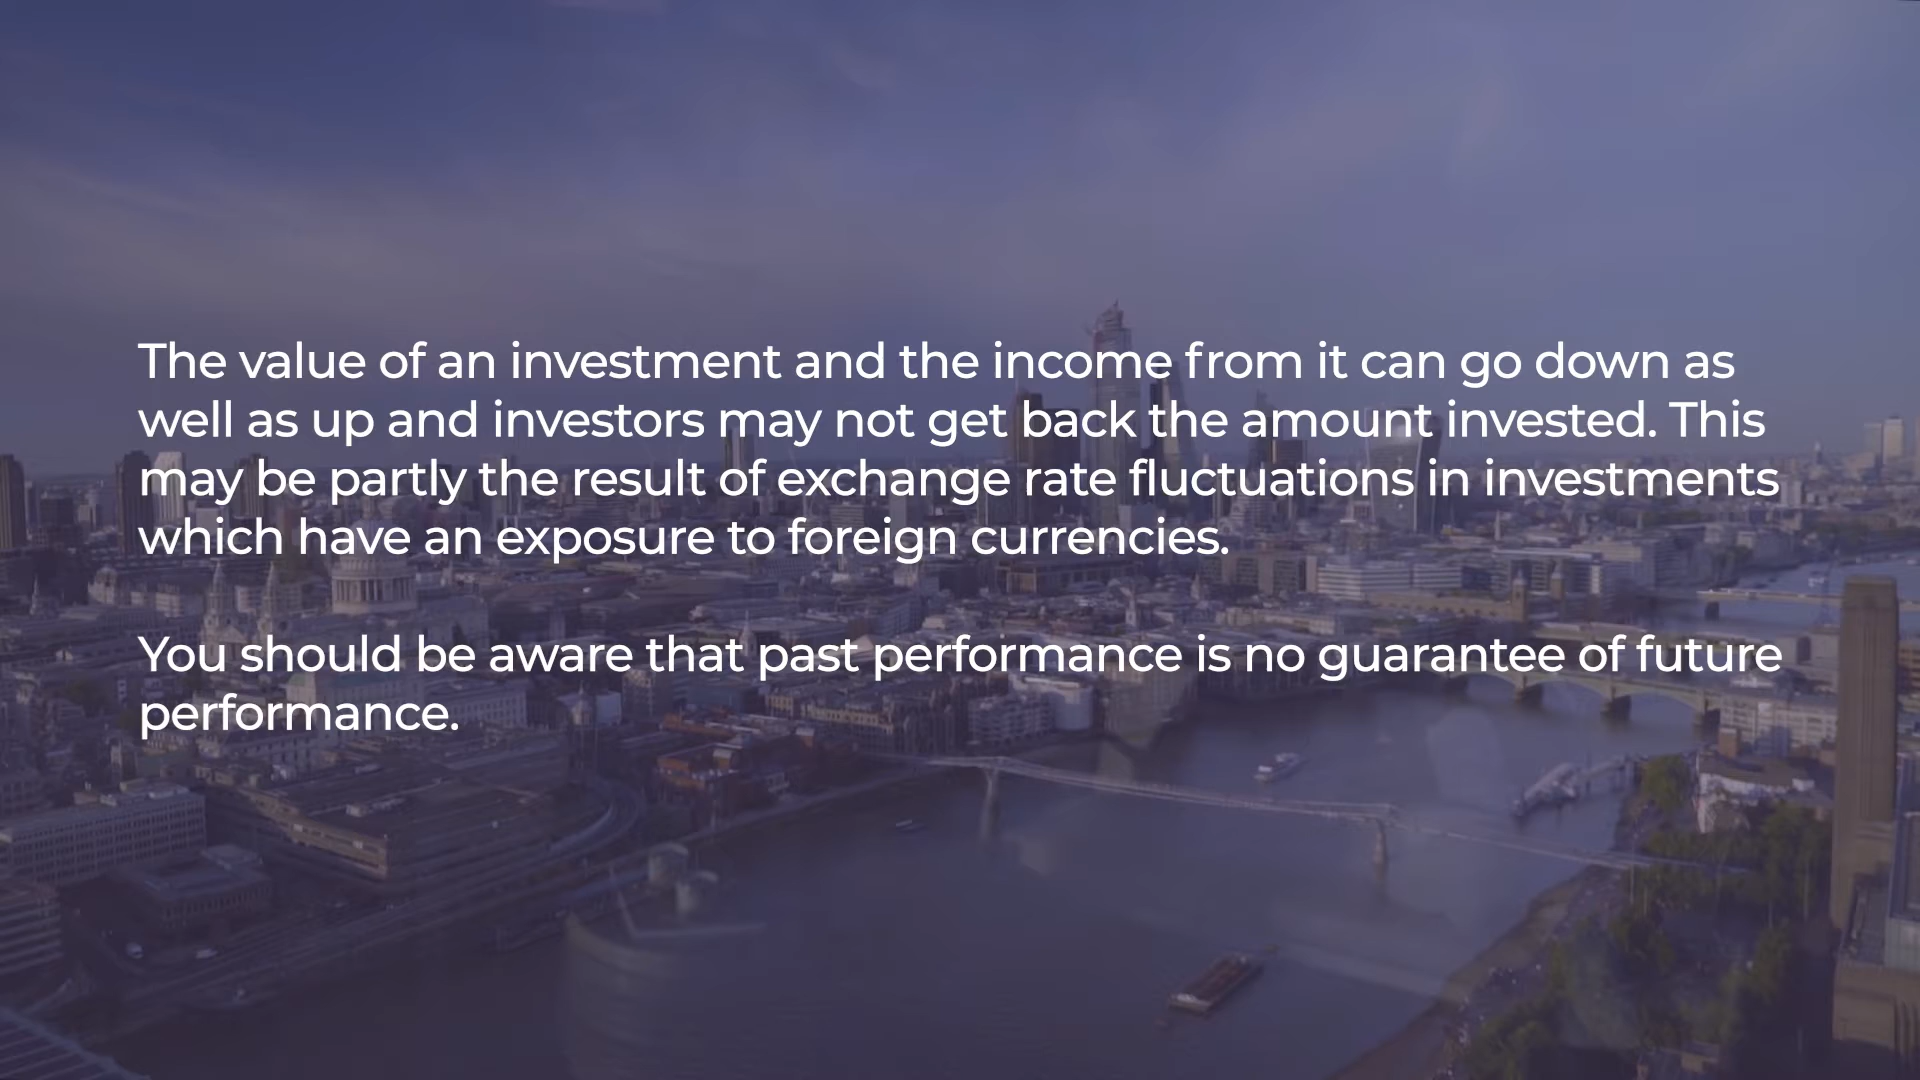 The value of an investment and the income from it can go down as
well as up and investors may not get back the amount invested. This
may be partly the result of exchange rate fluctuations in investments
which have an exposure to foreign currencies.
You should be aware that past performance is no guarantee of future
performance.